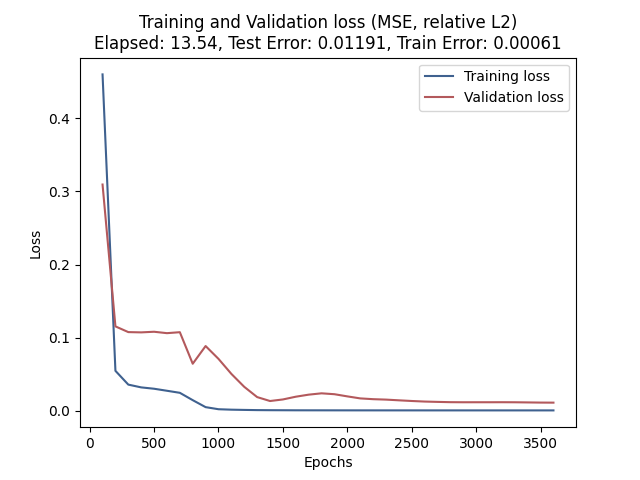 Training and Validation loss (MSE, relative L2)
Elapsed: 13.54, Test Error: 0.01191, Train Error: 0.00061
Training loss
Validation loss
0.4
0.3
0.2
0.1
0.0
Loss
0
500
1000
1500
2000
2500
3000
3500
Epochs